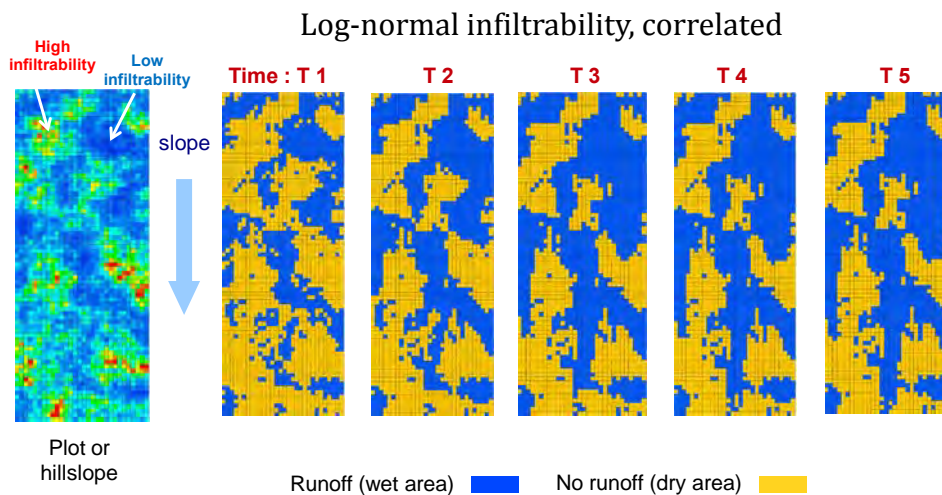 Log-normal infiltrability, correlated
High
infiltrability
Low
infiltrability
Time : T 1
T 2
T 3
T 4
T 5
slope
Plot or
hillslope
Runoff (wet area)
No runoff (dry area)